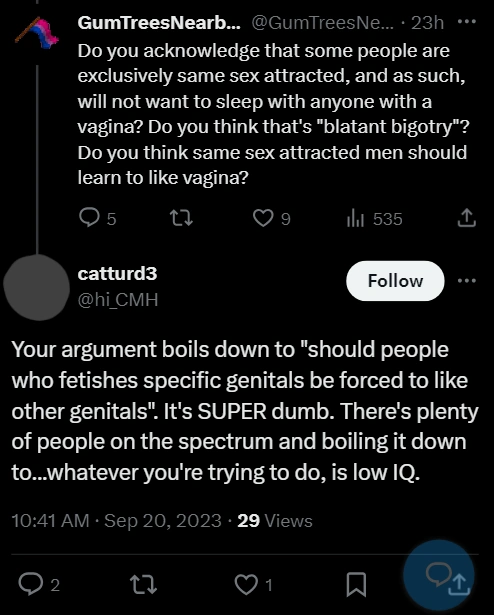 GumTreesNearb... @GumTreesNe... · 23h
Do you acknowledge that some people are
exclusively same sex attracted, and as such,
will not want to sleep with anyone with a
vagina? Do you think that's "blatant bigotry"?
Do you think same sex attracted men should
learn to like vagina?
5 9 535
catturd3
Follow
@hi_CMH
Your argument boils down to "should people
who fetishes specific genitals be forced to like
other genitals". It's SUPER dumb. There's plenty
of people on the spectrum and boiling it down
to...whatever you're trying to do, is low IQ.
10:41 AM · Sep 20, 2023 · 29 Views
2 1